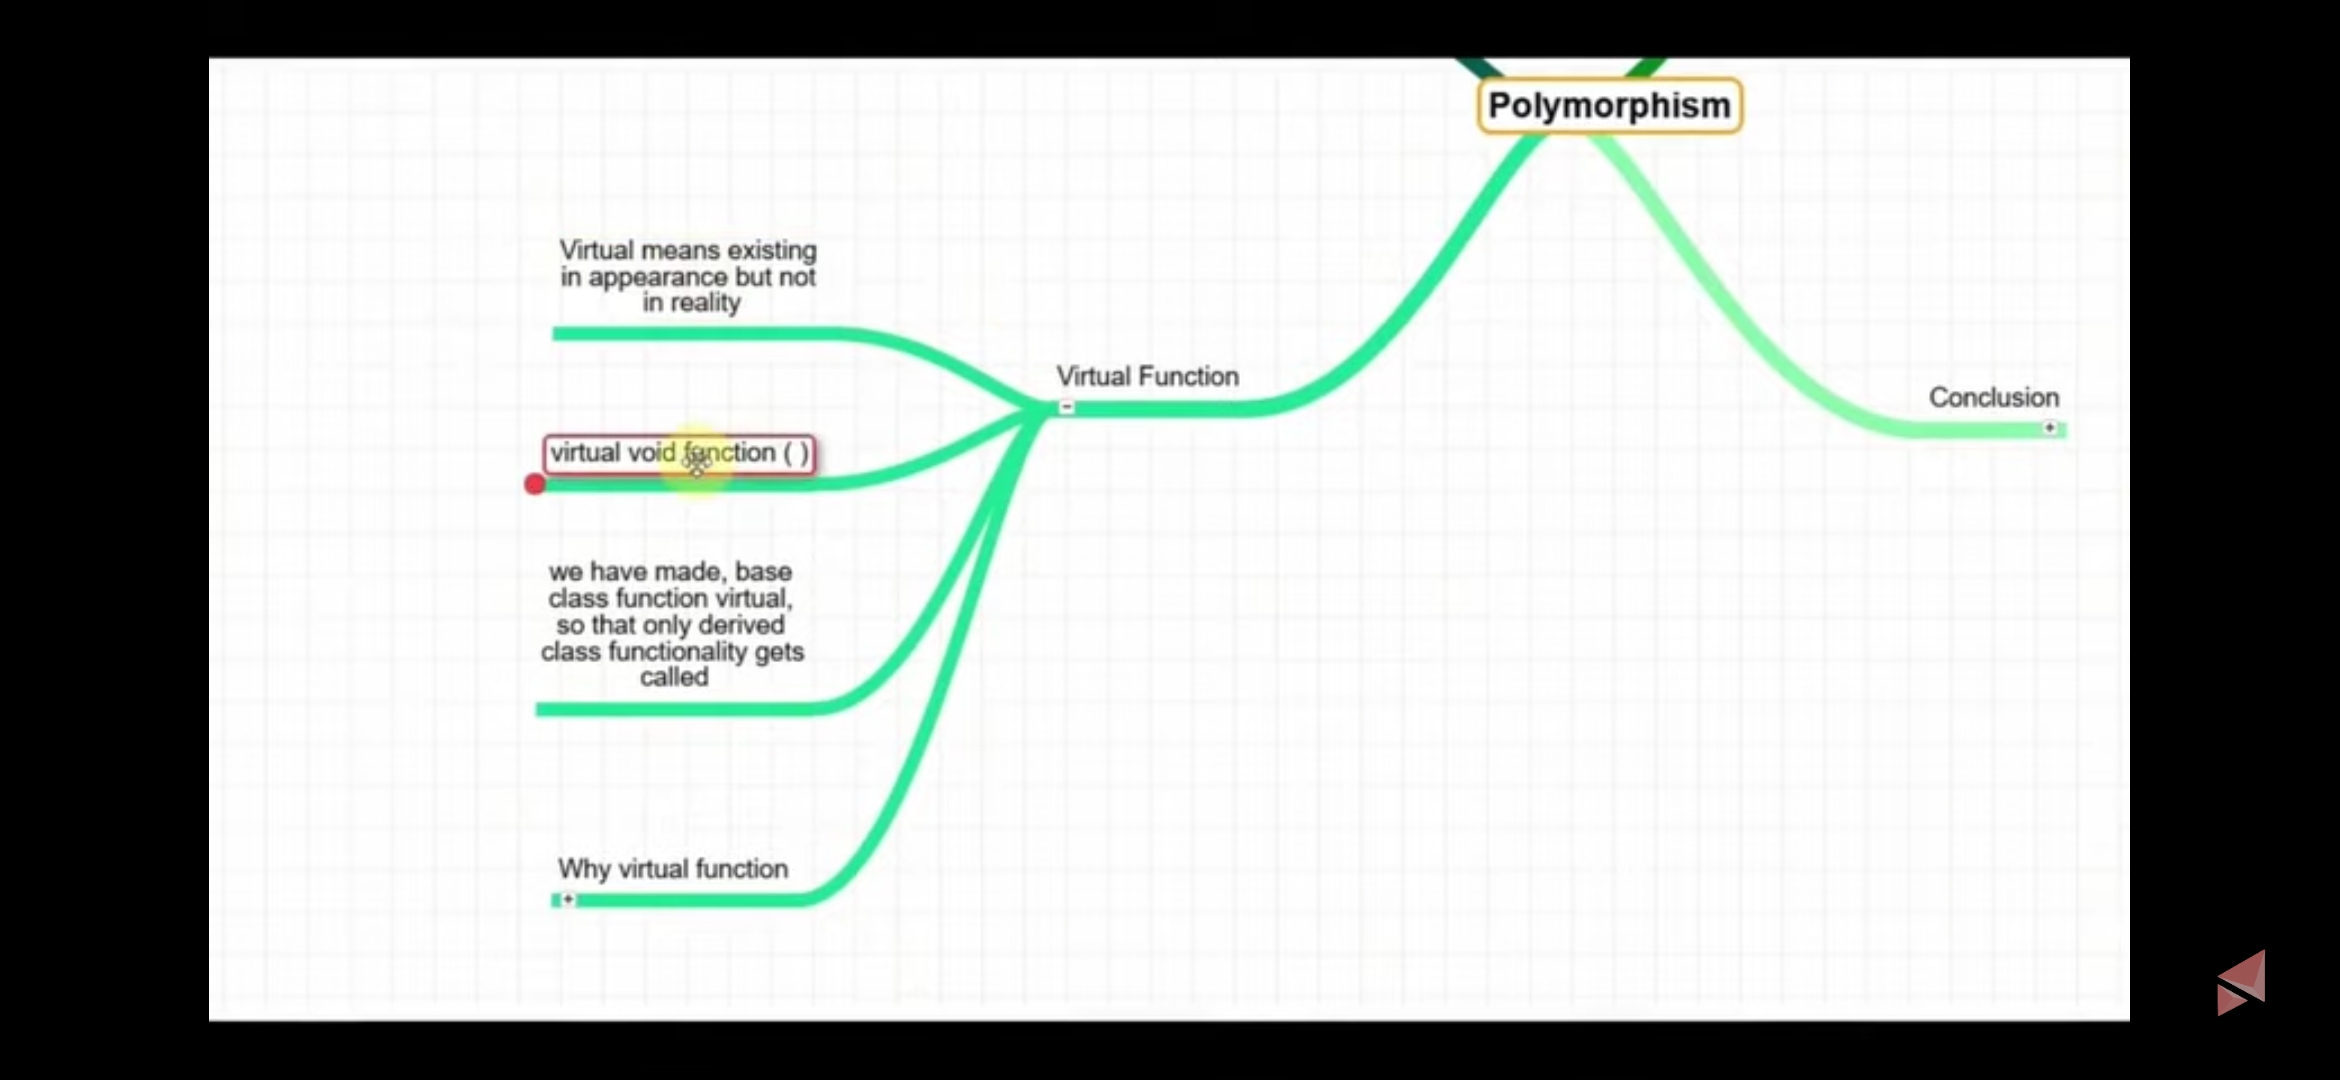 Polymorphism
Virtual means existing
in appearance but not
in reality
Virtual Function
Conclusion
virtual void function ( )
we have made, base
class function virtual,
so that only derived
class functionality gets
called
Why virtual function